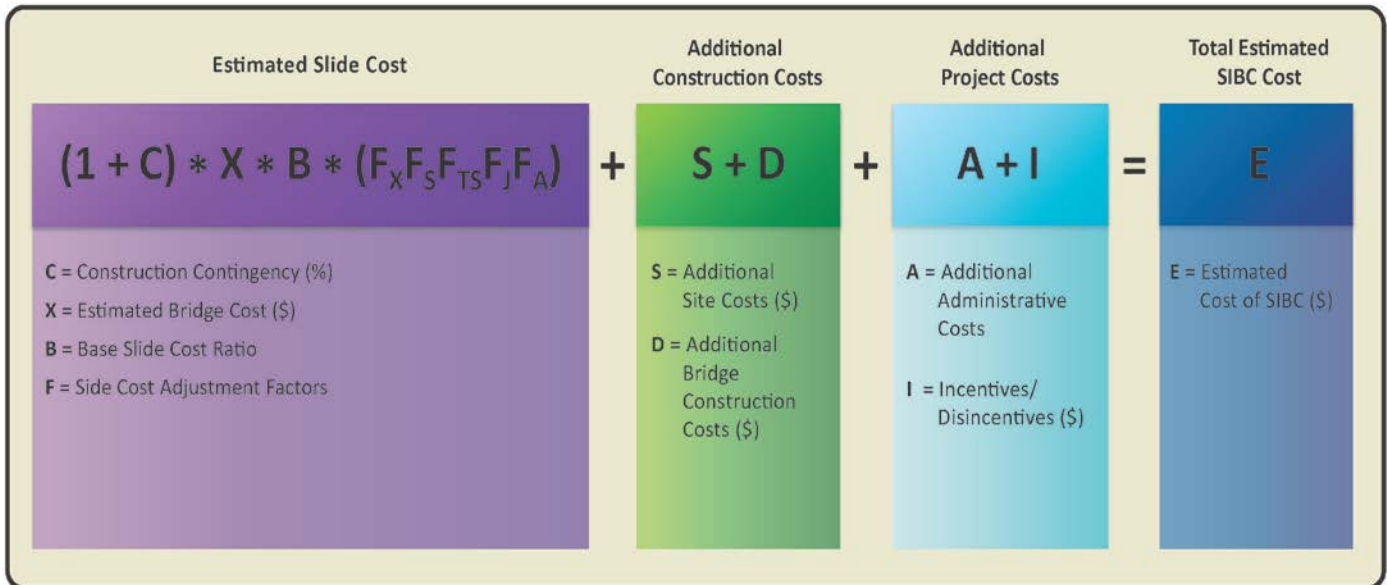 Estimated Slide Cost
Additional
Construction Costs
Additional
Project Costs
Total Estimated
SIBC Cost
(1 + C) * X * B * (FXFSFTSFJFA) + S + D + A + I = E
C = Construction Contingency (%)
X = Estimated Bridge Cost ($)
B = Base Slide Cost Ratio
F = Side Cost Adjustment Factors
S = Additional
Site Costs ($)
D = Additional
Bridge
Construction
Costs ($)
A = Additional
Administrative
Costs
I = Incentives/
Disincentives ($)
E = Estimated
Cost of SIBC ($)